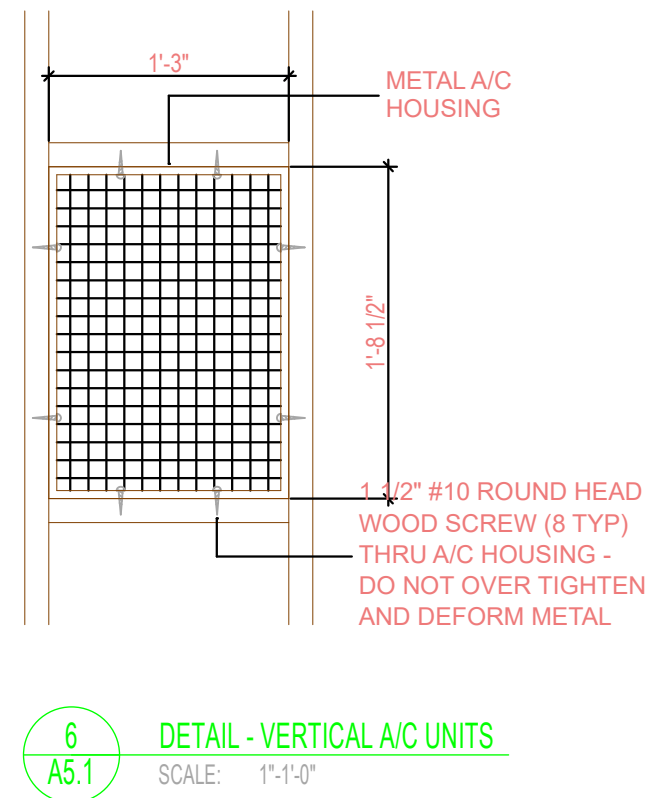 1'-3"
METAL A/C
HOUSING
1'-8 1/2"
1 1/2" #10 ROUND HEAD
WOOD SCREW (8 TYP)
THRU A/C HOUSING -
DO NOT OVER TIGHTEN
AND DEFORM METAL
6
A5.1
DETAIL - VERTICAL A/C UNITS
SCALE: 1"-1'-0"